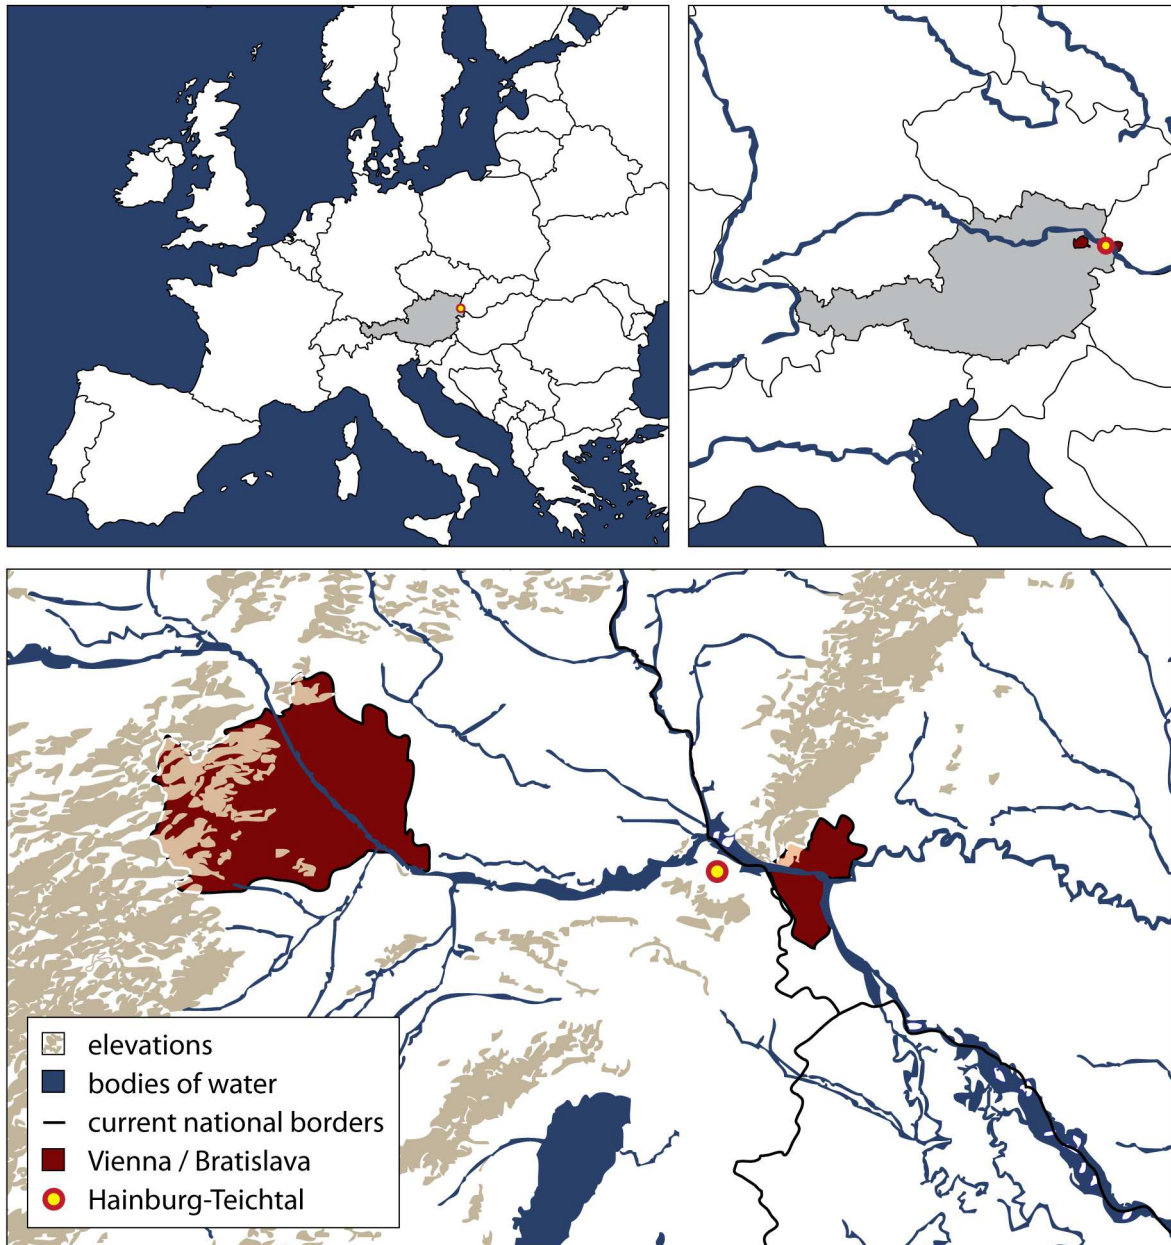 elevations
bodies of water
current national borders
Vienna / Bratislava
Hainburg-Teichtal